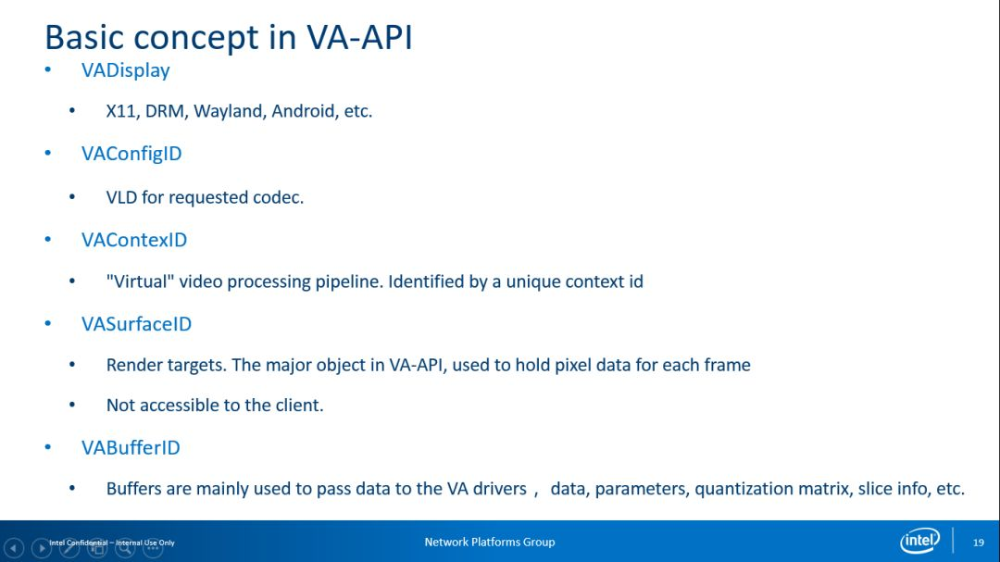 Basic concept in VA-API
• VADisplay
• X11, DRM, Wayland, Android, etc.
• VAConfigID
• VLD for requested codec.
• VAContexID
• "Virtual" video processing pipeline. Identified by a unique context id
• VASurfaceID
• Render targets. The major object in VA-API, used to hold pixel data for each frame
• Not accessible to the client.
• VABufferID
• Buffers are mainly used to pass data to the VA drivers， data, parameters, quantization matrix, slice info, etc.
Intel Confidential – Internal Use Only
Network Platforms Group
intel
19